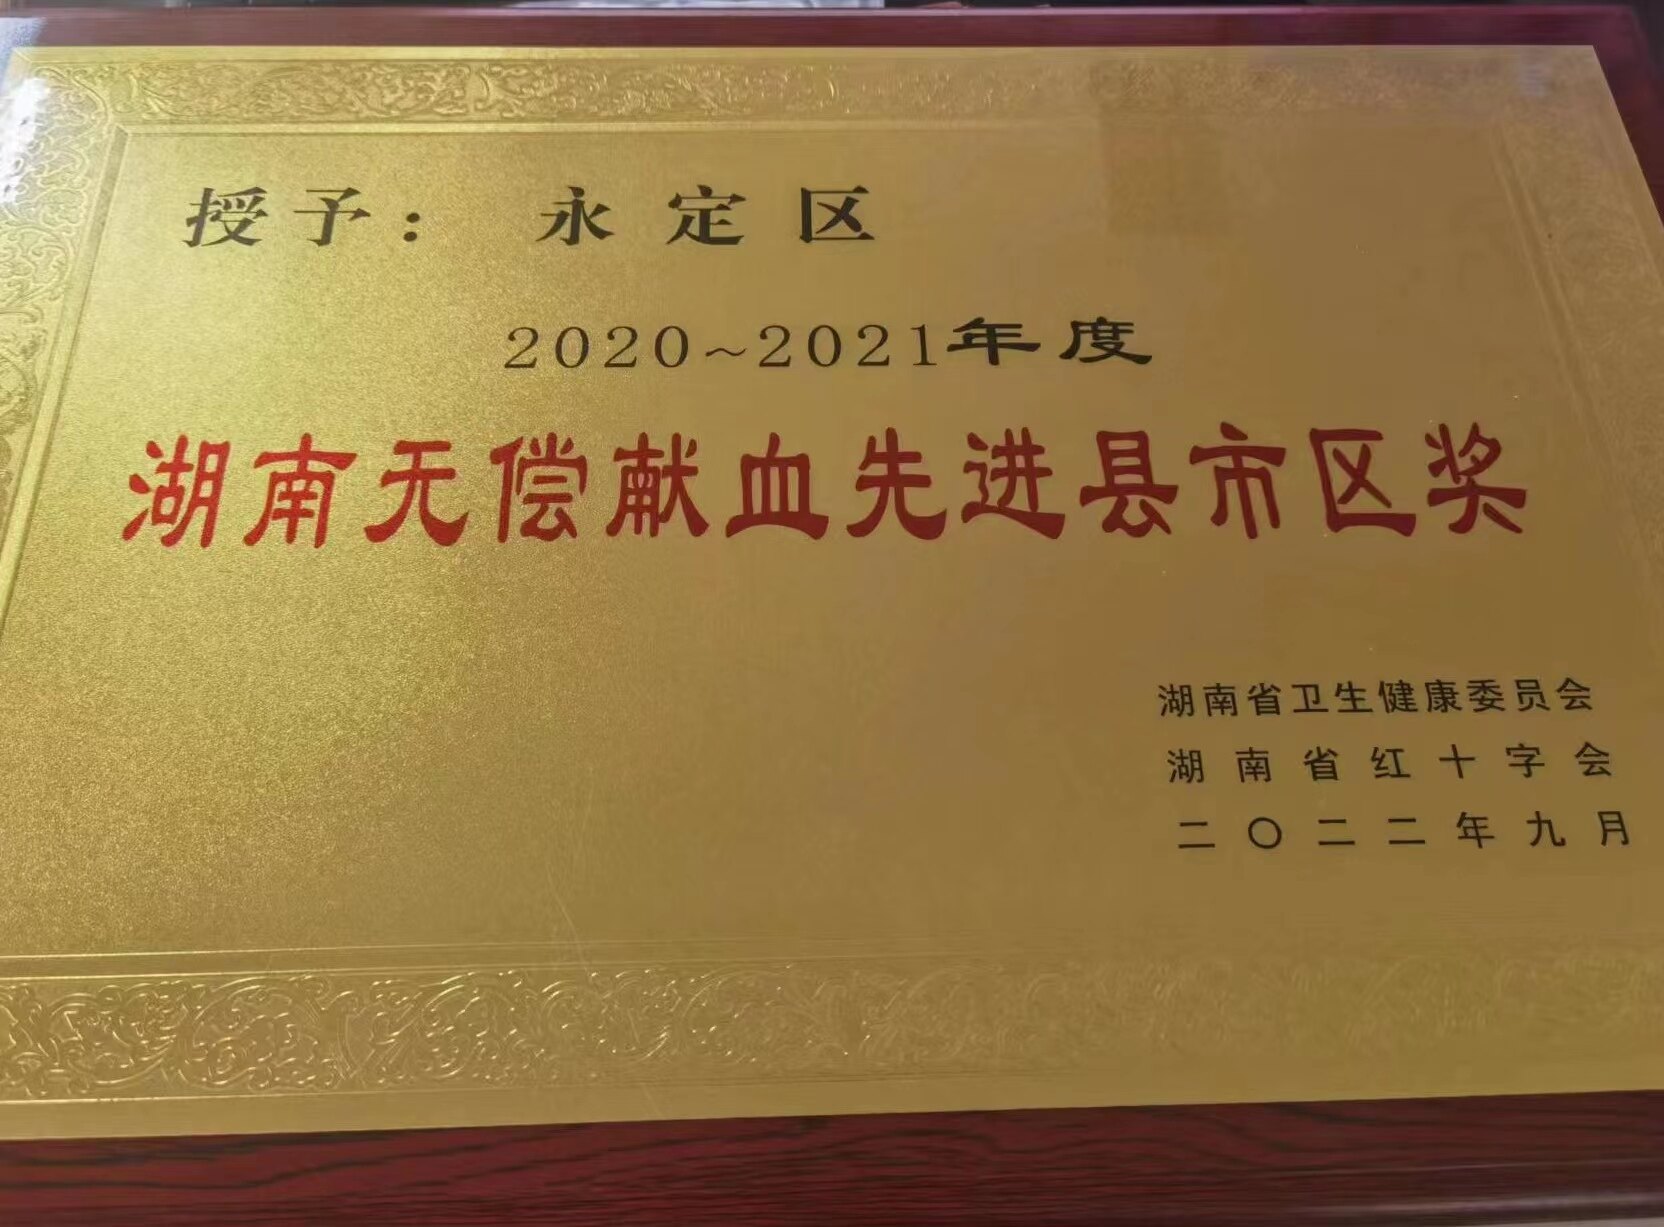 授予： 永定区
2020~2021年度
湖南无偿献血先进县市区奖
湖南省卫生健康委员会
湖南省红十字会
二〇二二年九月